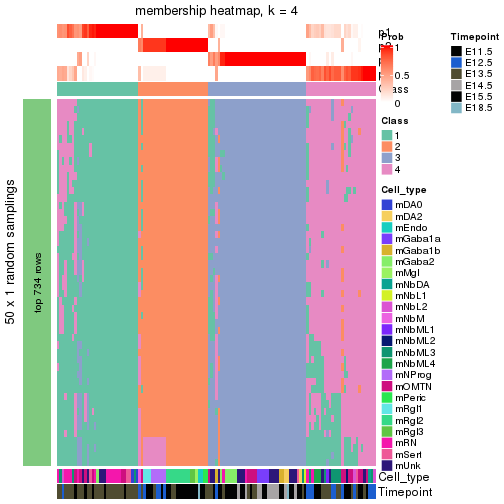 membership heatmap, k = 4
p1
Prob
1
0.5
0
Class
Timepoint
E11.5
E12.5
E13.5
E14.5
E15.5
E18.5
Class
1
2
3
4
Cell_type
mDA0
mDA2
mEndo
mGaba1a
mGaba1b
mGaba2
mMgl
mNbDA
mNbL1
mNbL2
mNbM
mNbML1
mNbML2
mNbML3
mNbML4
mNProg
mOMTN
mPeric
mRgl1
mRgl2
mRgl3
mRN
mSert
mUnk
50 x 1 random samplings
top 734 rows
Cell_type
Timepoint